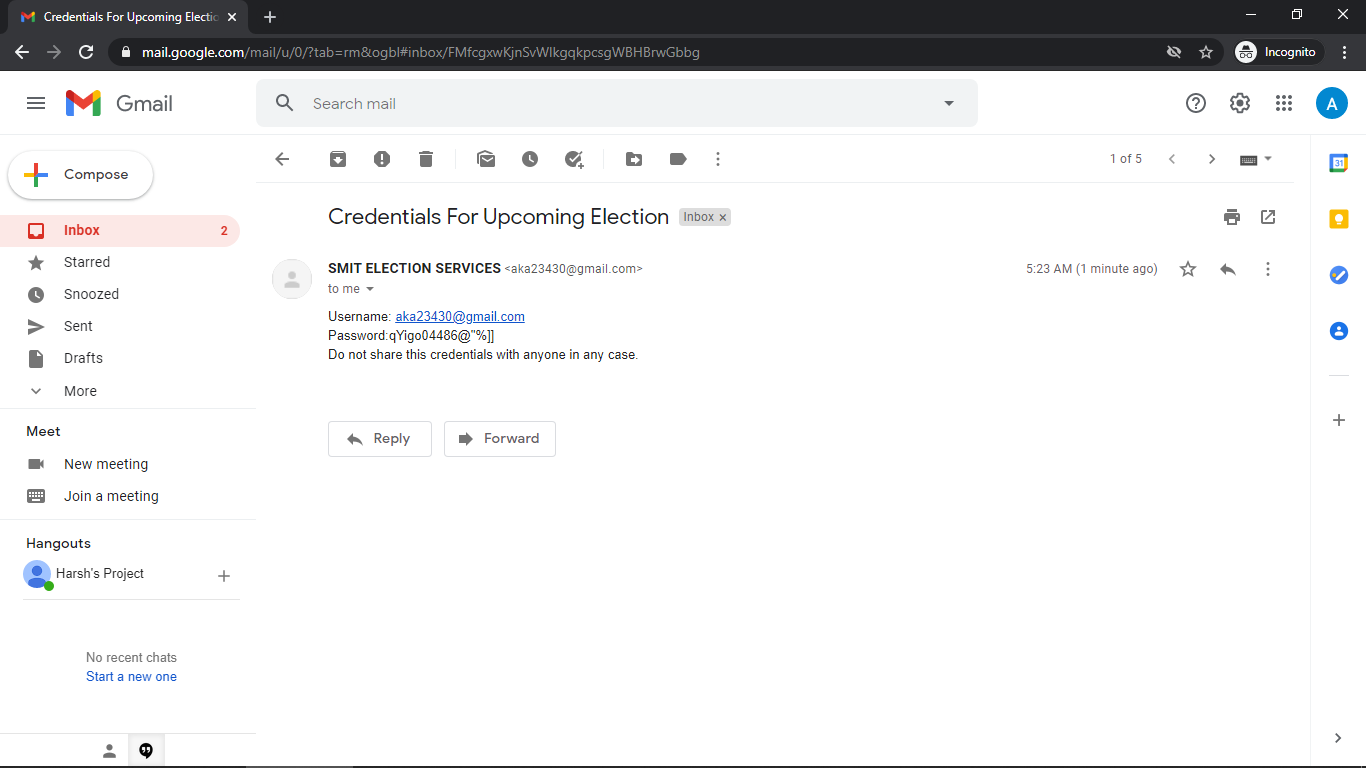 Credentials For Upcoming Electio
mail.google.com/mail/u/0/?tab=rm&ogbl#inbox/FMfcgxwKjnSvWlkgqkpcsgWBHBrwGbbg
Incognito
Gmail
Search mail
A
Compose
1 of 5
31
Inbox 2
Starred
Snoozed
Sent
Drafts
More
Credentials For Upcoming Election Inbox x
SMIT ELECTION SERVICES <aka23430@gmail.com> 5:23 AM (1 minute ago)
to me
Username: aka23430@gmail.com
Password:qYigo04486@"%]]
Do not share this credentials with anyone in any case.
Reply Forward
Meet
New meeting
Join a meeting
Hangouts
Harsh's Project
No recent chats
Start a new one